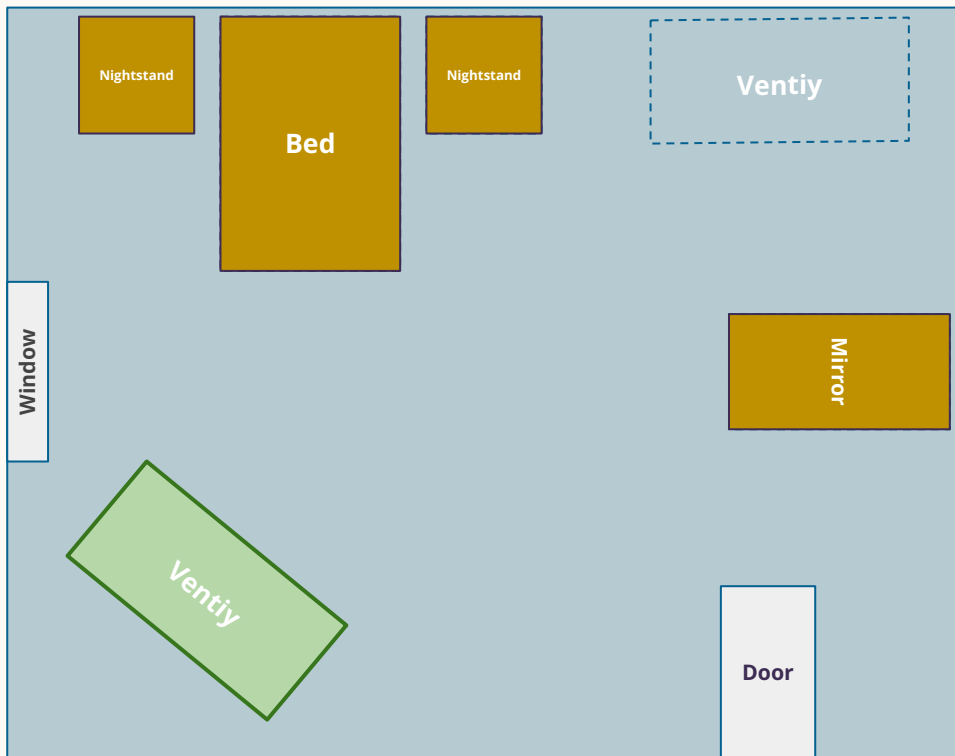 Nightstand
Bed
Nightstand
Ventiy
Window
Mirror
Ventiy
Door